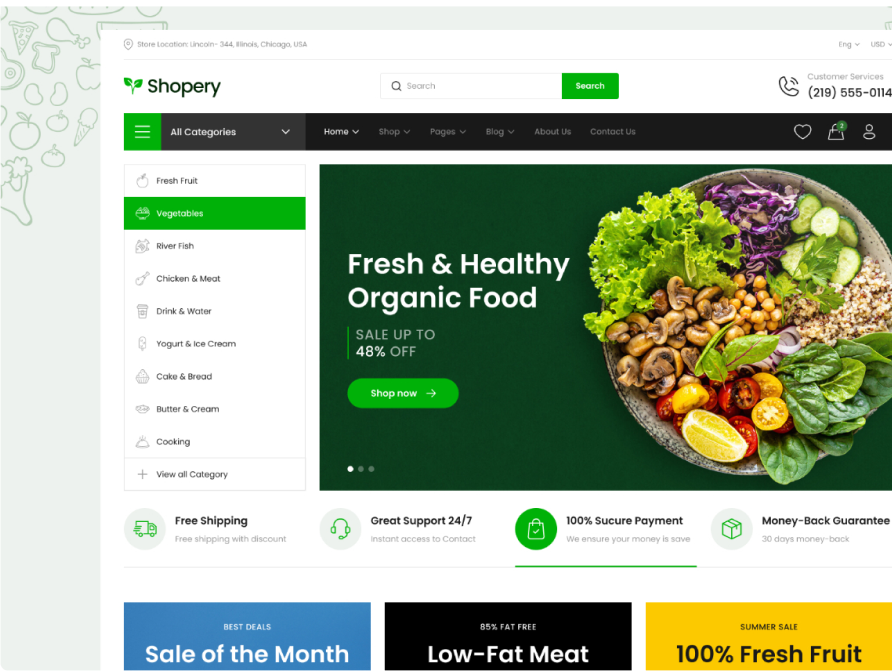 Store Location: Lincoln- 344, Illinois, Chicago, USA
Eng
USD
Shopery
Search
Search
Customer Services
(219) 555-0114
All Categories
Home
Shop
Pages
Blog
About Us
Contact Us
2
Fresh Fruit
Vegetables
River Fish
Chicken & Meat
Drink & Water
Yogurt & Ice Cream
Cake & Bread
Butter & Cream
Cooking
View all Category
Fresh & Healthy
Organic Food
SALE UP TO
48% OFF
Shop now
Free Shipping
Free shipping with discount
Great Support 24/7
Instant access to Contact
100% Sucure Payment
We ensure your money is save
Money-Back Guarantee
30 days money-back
BEST DEALS
Sale of the Month
85% FAT FREE
Low-Fat Meat
SUMMER SALE
100% Fresh Fruit